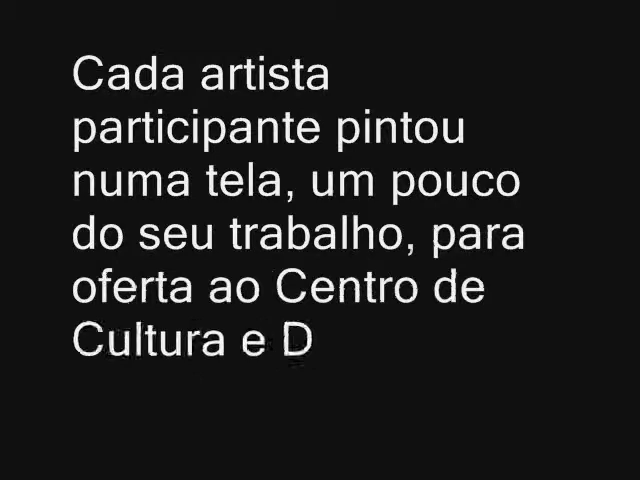 Cada artista
participante pintou
numa tela, um pouco
do seu trabalho, para
oferta ao Centro de
Cultura e D